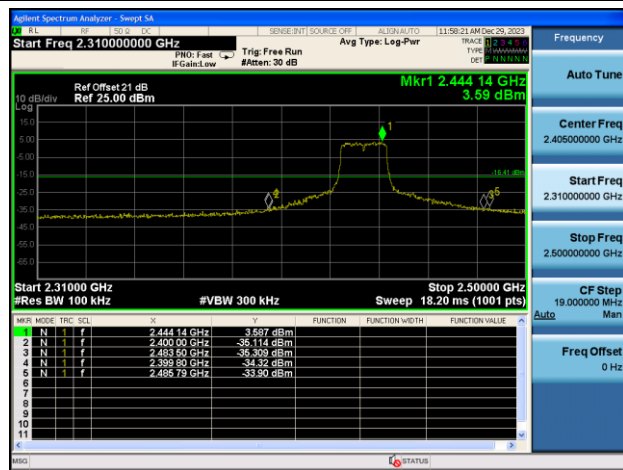 Agilent Spectrum Analyzer - Swept SA
RL RF 50 Ω DC SENSE:INT SOURCE OFF ALIGN AUTO 11:58:21 AM Dec 29, 2023
Start Freq 2.310000000 GHz
PNO: Fast
IFGain:Low
Trig: Free Run
#Atten: 30 dB
Avg Type: Log-Pwr
TRACE 1 2 3 4 5 6
TYPE M
DET P N N N N N
Ref Offset 21 dB
10 dB/div Ref 25.00 dBm
Log
Mkr1 2.444 14 GHz
3.59 dBm
15.0
5.00
-5.00
-15.0
-25.0
-35.0
-45.0
-55.0
-65.0
1
-16.41 dBm
5
Start 2.31000 GHz
Stop 2.50000 GHz
#Res BW 100 kHz #VBW 300 kHz Sweep 18.20 ms (1001 pts)
MKR MODE TRC SCL X Y FUNCTION FUNCTION WIDTH FUNCTION VALUE
1 N 1 f 2.444 14 GHz 3.587 dBm
2 N 1 f 2.400 00 GHz -35.114 dBm
3 N 1 f 2.483 50 GHz -35.309 dBm
4 N 1 f 2.399 80 GHz -34.32 dBm
5 N 1 f 2.485 79 GHz -33.90 dBm
6
7
8
9
10
11
MSG
STATUS
Frequency
Auto Tune
Center Freq
2.405000000 GHz
Start Freq
2.310000000 GHz
Stop Freq
2.500000000 GHz
CF Step
19.000000 MHz
Auto Man
Freq Offset
0 Hz